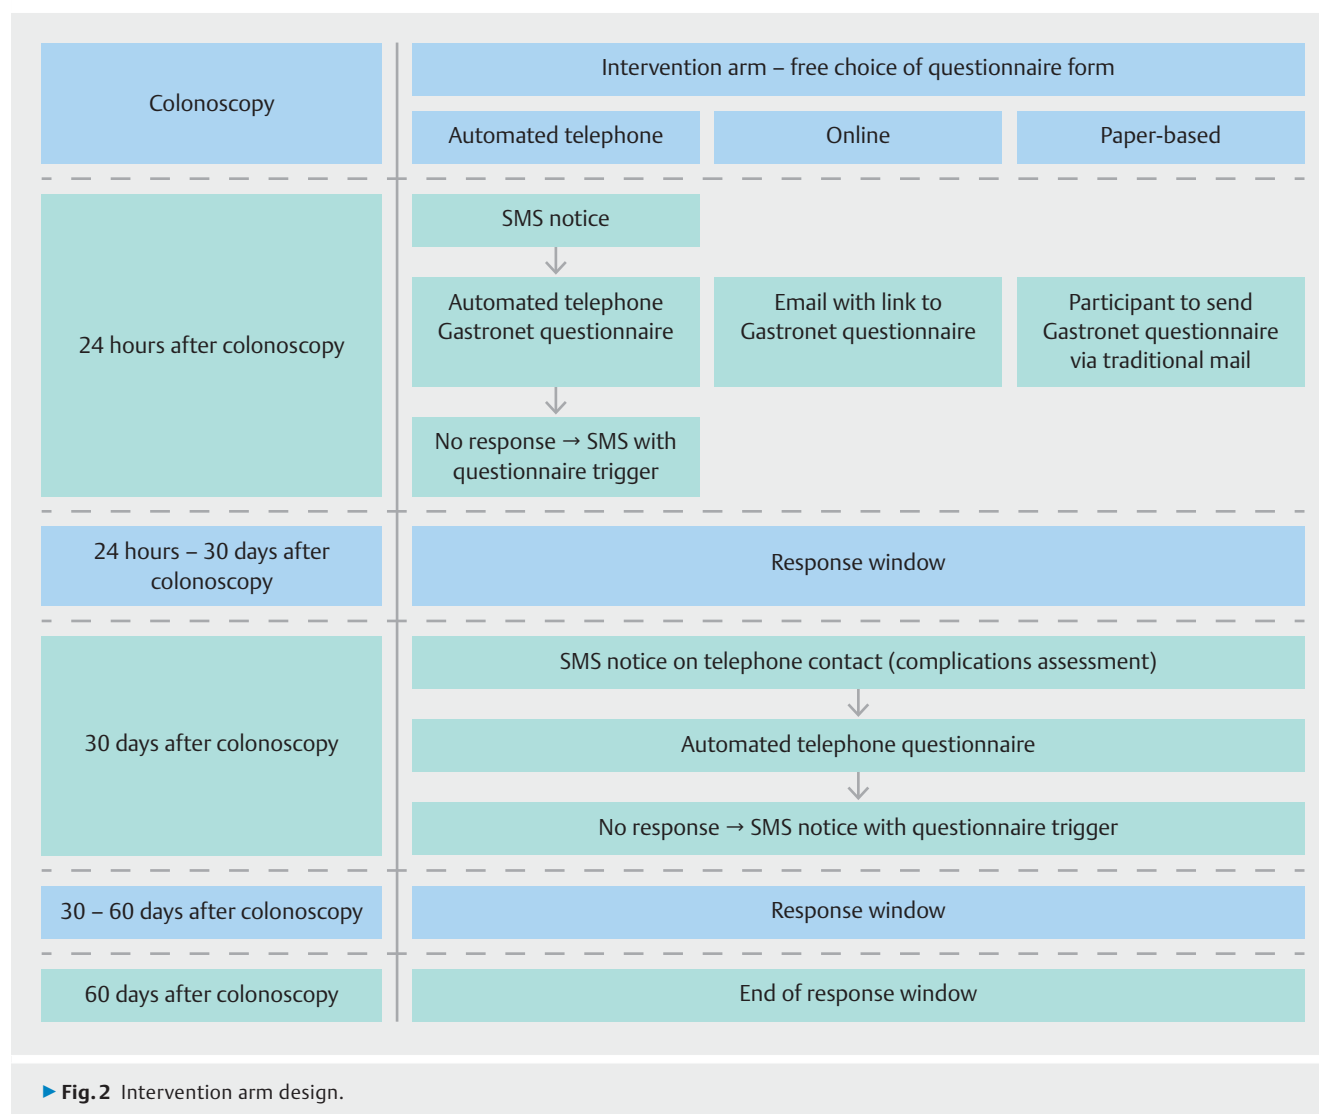 Colonoscopy
Intervention arm – free choice of questionnaire form
Automated telephone
Online
Paper-based
24 hours after colonoscopy
SMS notice
Automated telephone
Gastronet questionnaire
Email with link to
Gastronet questionnaire
Participant to send
Gastronet questionnaire
via traditional mail
No response → SMS with
questionnaire trigger
24 hours – 30 days after
colonoscopy
Response window
30 days after colonoscopy
SMS notice on telephone contact (complications assessment)
Automated telephone questionnaire
No response → SMS notice with questionnaire trigger
30 – 60 days after colonoscopy
Response window
60 days after colonoscopy
End of response window
▶ Fig. 2 Intervention arm design.